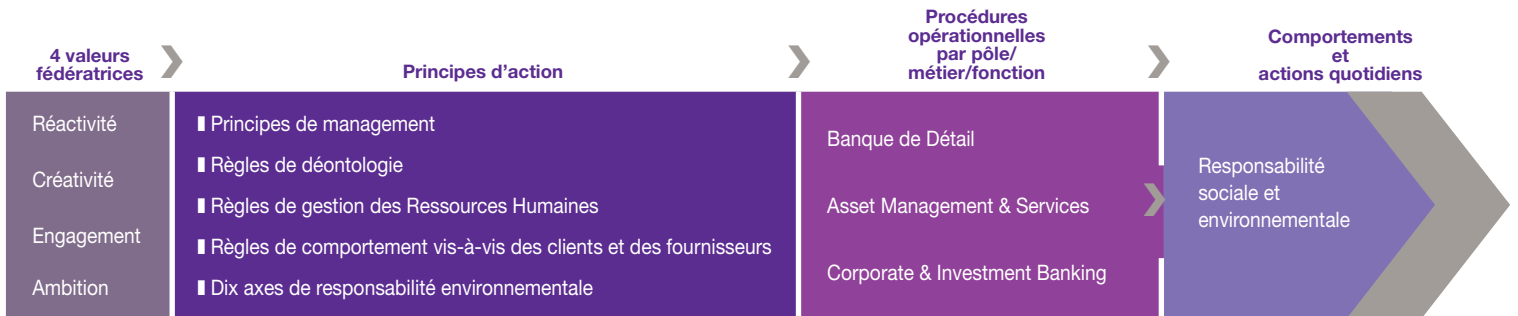 4 valeurs
fédératrices
Réactivité
Créativité
Engagement
Ambition
Principes d’action
Principes de management
Règles de déontologie
Règles de gestion des Ressources Humaines
Règles de comportement vis-à-vis des clients et des fournisseurs
Dix axes de responsabilité environnementale
Procédures
opérationnelles
par pôle/
métier/fonction
Banque de Détail
Asset Management & Services
Corporate & Investment Banking
Comportements
et
actions quotidiens
Responsabilité
sociale et
environnementale